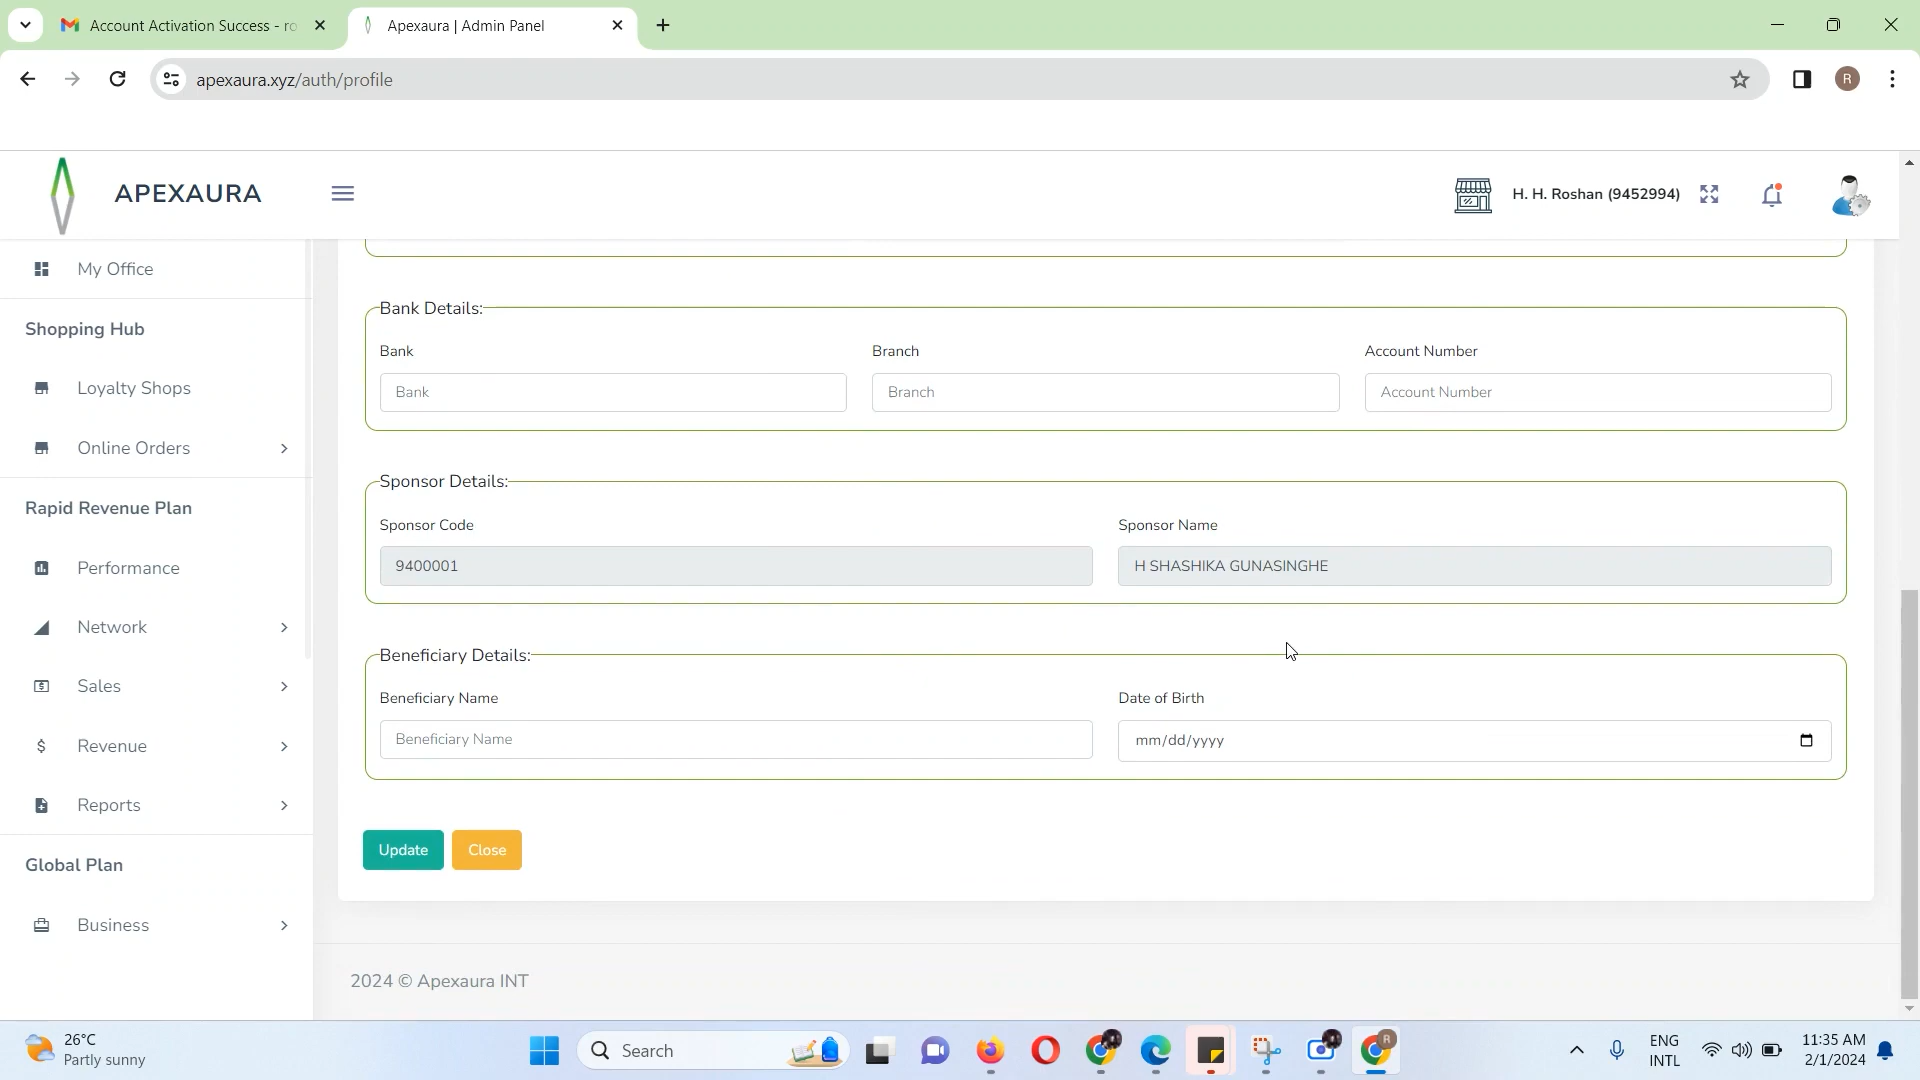 Account Activation Success - ro
Apexaura | Admin Panel
apexaura.xyz/auth/profile
R
APEXAURA
H. H. Roshan (9452994)
My Office
Shopping Hub
Loyalty Shops
Online Orders
Rapid Revenue Plan
Performance
Network
Sales
Revenue
Reports
Global Plan
Business
Bank Details:
Bank
Branch
Account Number
Bank
Branch
Account Number
Sponsor Details:
Sponsor Code
Sponsor Name
9400001
H SHASHIKA GUNASINGHE
Beneficiary Details:
Beneficiary Name
Date of Birth
Beneficiary Name
mm/dd/yyyy
Update
Close
2024 © Apexaura INT
26°C
Partly sunny
Search
R
ENG
INTL
11:35 AM
2/1/2024